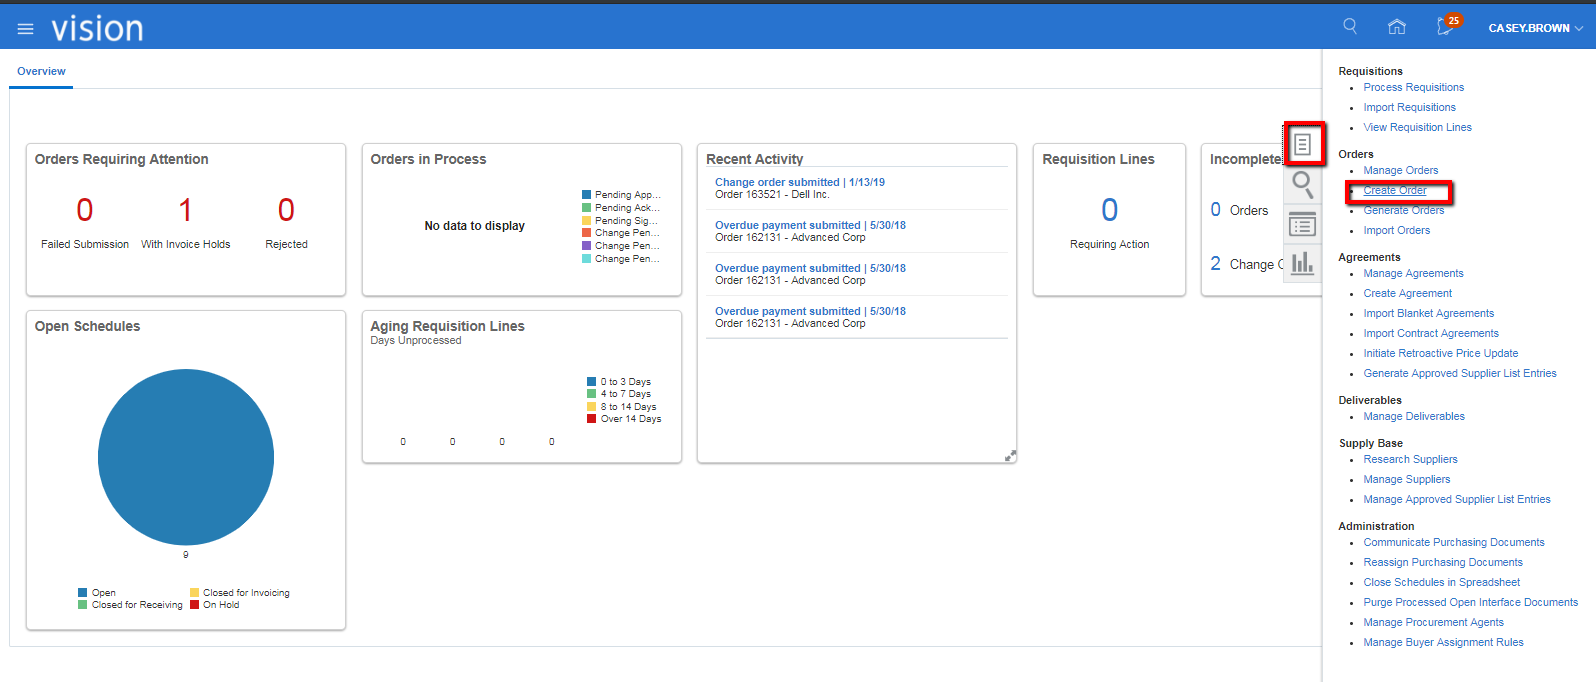 vision
25
CASEY.BROWN
Overview
Orders Requiring Attention
0
1
0
Failed Submission
With Invoice Holds
Rejected
Orders in Process
No data to display
Pending App...
Pending Ack...
Pending Sig...
Change Pen...
Change Pen...
Change Pen...
Recent Activity
Change order submitted | 1/13/19
Order 163521 - Dell Inc.
Overdue payment submitted | 5/30/18
Order 162131 - Advanced Corp
Overdue payment submitted | 5/30/18
Order 162131 - Advanced Corp
Overdue payment submitted | 5/30/18
Order 162131 - Advanced Corp
Requisition Lines
0
Requiring Action
Incomplete
0 Orders
2 Change
Open Schedules
9
Open
Closed for Invoicing
Closed for Receiving
On Hold
Aging Requisition Lines
Days Unprocessed
0 to 3 Days
4 to 7 Days
8 to 14 Days
Over 14 Days
0 0 0 0
Requisitions
Process Requisitions
Import Requisitions
View Requisition Lines
Orders
Manage Orders
Create Order
Generate Orders
Import Orders
Agreements
Manage Agreements
Create Agreement
Import Blanket Agreements
Import Contract Agreements
Initiate Retroactive Price Update
Generate Approved Supplier List Entries
Deliverables
Manage Deliverables
Supply Base
Research Suppliers
Manage Suppliers
Manage Approved Supplier List Entries
Administration
Communicate Purchasing Documents
Reassign Purchasing Documents
Close Schedules in Spreadsheet
Purge Processed Open Interface Documents
Manage Procurement Agents
Manage Buyer Assignment Rules